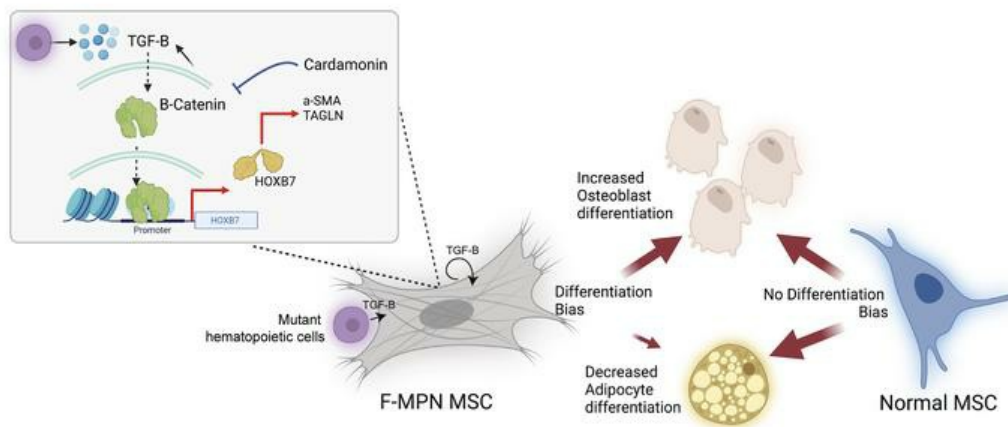 TGF-B
Cardamonin
B-Catenin
a-SMA
TAGLN
HOXB7
HOXB7
Promoter
Increased
Osteoblast
differentiation
TGF-B
TGF-B
Mutant
hematopoietic cells
Differentiation
Bias
No Differentiation
Bias
Decreased
Adipocyte
differentiation
F-MPN MSC
Normal MSC